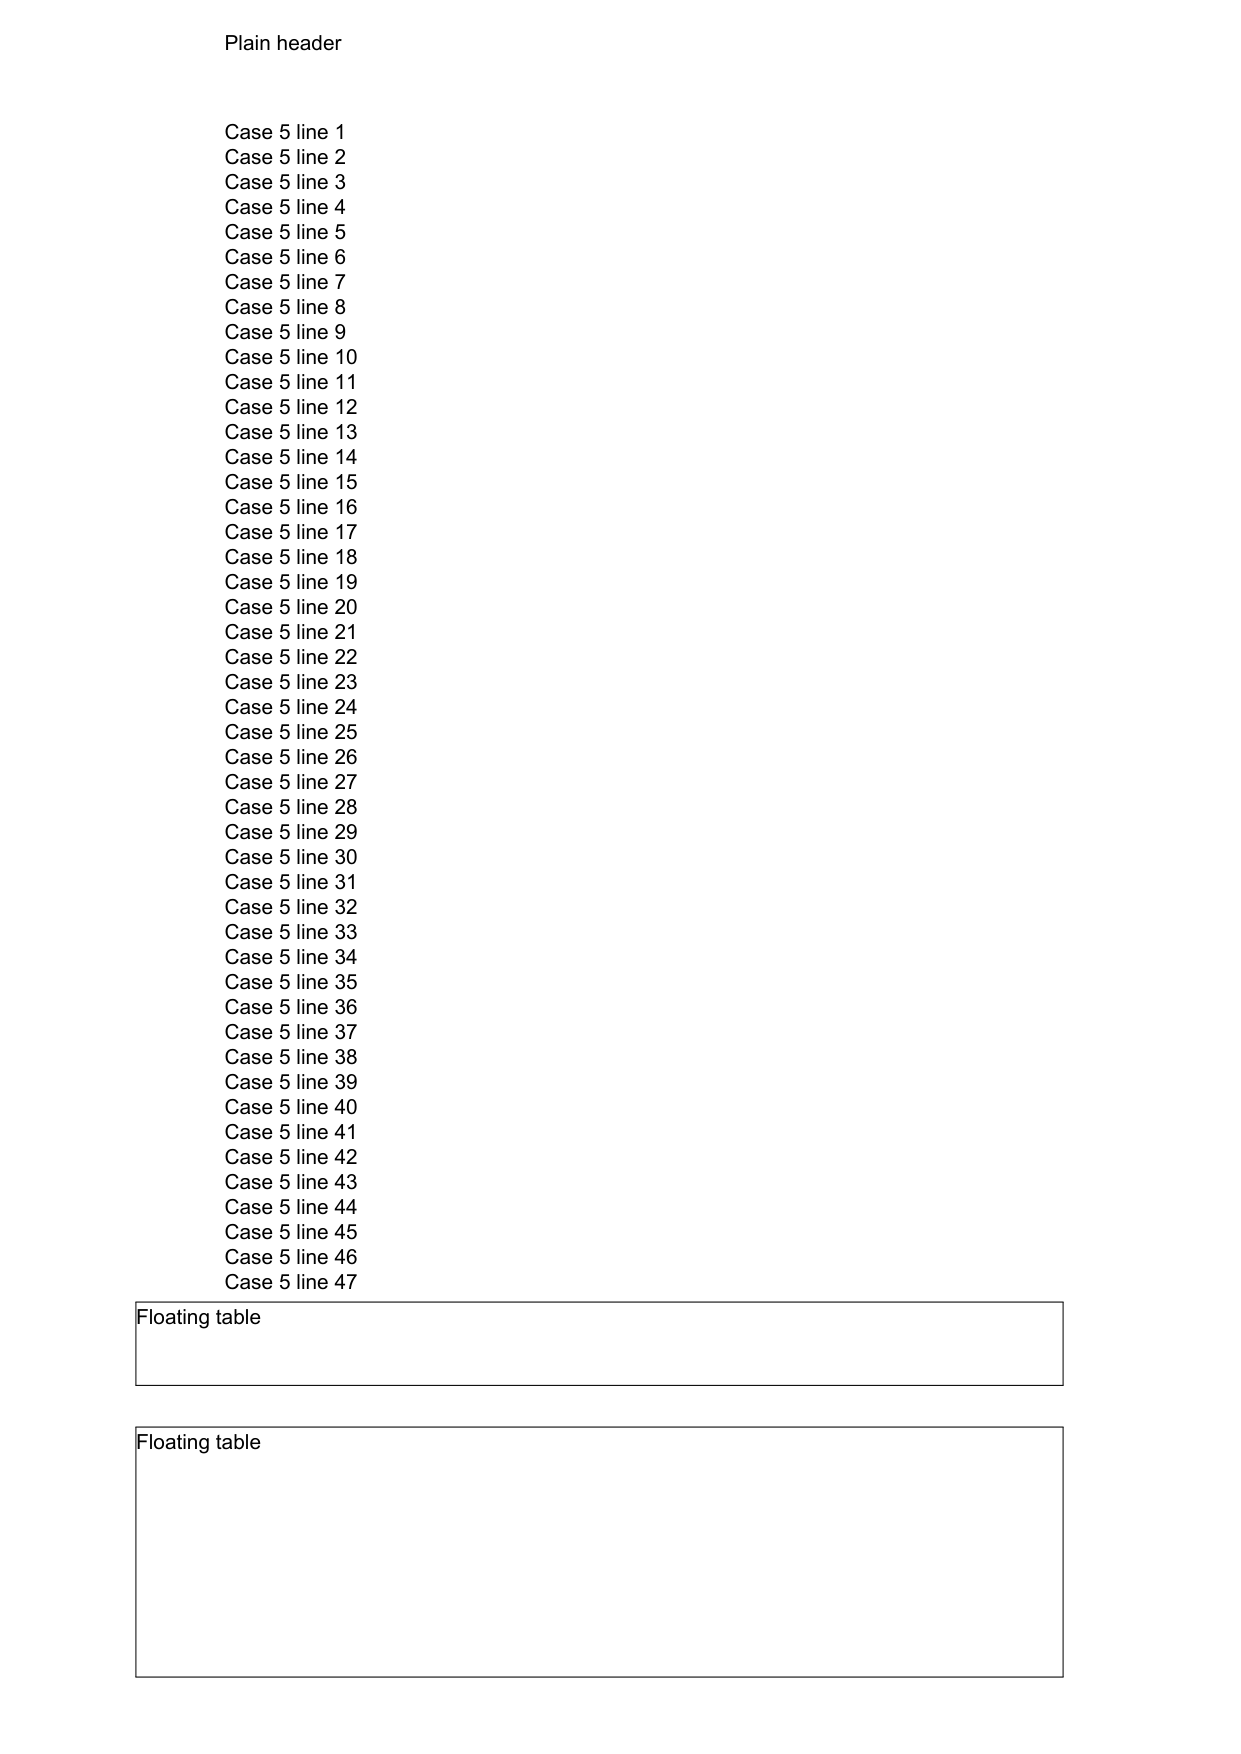 Plain header
Case 5 line 1
Case 5 line 2
Case 5 line 3
Case 5 line 4
Case 5 line 5
Case 5 line 6
Case 5 line 7
Case 5 line 8
Case 5 line 9
Case 5 line 10
Case 5 line 11
Case 5 line 12
Case 5 line 13
Case 5 line 14
Case 5 line 15
Case 5 line 16
Case 5 line 17
Case 5 line 18
Case 5 line 19
Case 5 line 20
Case 5 line 21
Case 5 line 22
Case 5 line 23
Case 5 line 24
Case 5 line 25
Case 5 line 26
Case 5 line 27
Case 5 line 28
Case 5 line 29
Case 5 line 30
Case 5 line 31
Case 5 line 32
Case 5 line 33
Case 5 line 34
Case 5 line 35
Case 5 line 36
Case 5 line 37
Case 5 line 38
Case 5 line 39
Case 5 line 40
Case 5 line 41
Case 5 line 42
Case 5 line 43
Case 5 line 44
Case 5 line 45
Case 5 line 46
Case 5 line 47
Floating table
Floating table